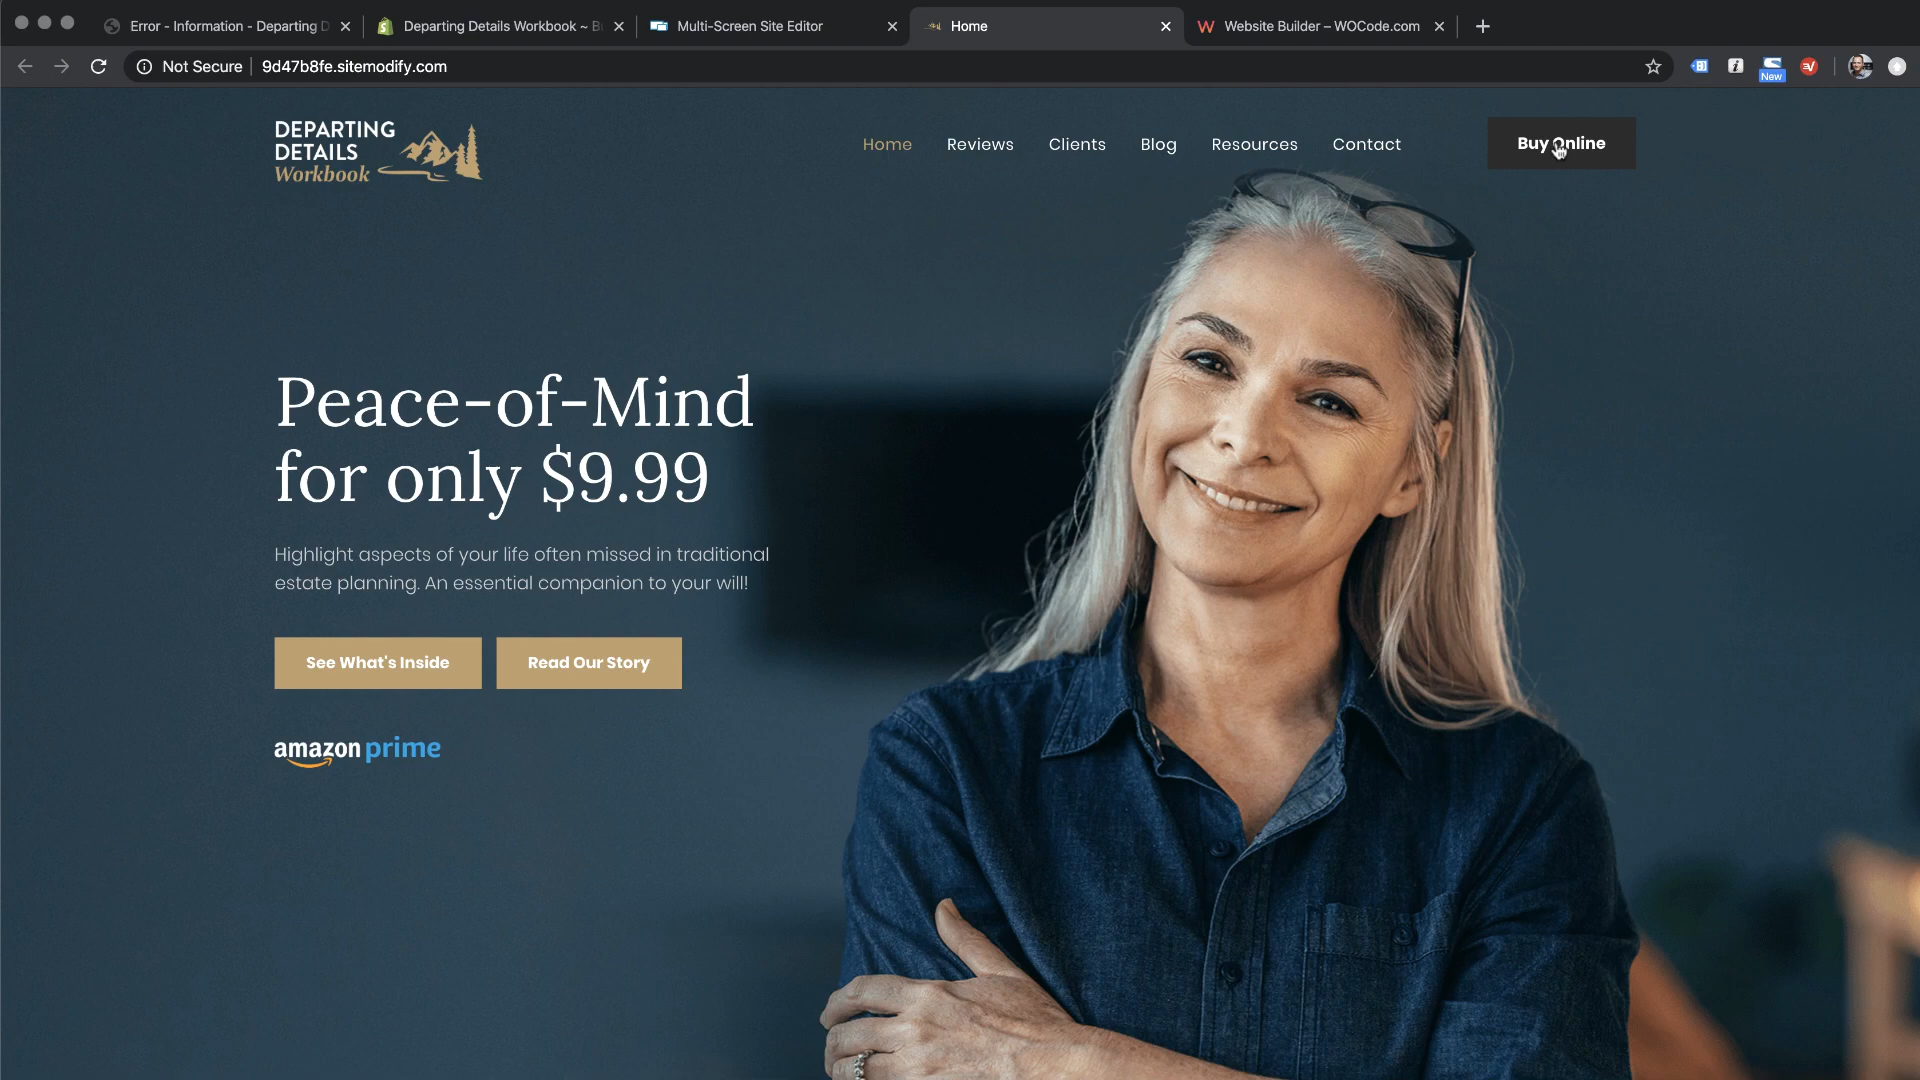 Error - Information - Departing D
Departing Details Workbook ~ B
Multi-Screen Site Editor
Home
Website Builder – WOCode.com
Not Secure
9d47b8fe.sitemodify.com
New
DEPARTING
DETAILS
Workbook
Home
Reviews
Clients
Blog
Resources
Contact
Buy Online
Peace-of-Mind
for only $9.99
Highlight aspects of your life often missed in traditional
estate planning. An essential companion to your will!
See What's Inside
Read Our Story
amazon prime